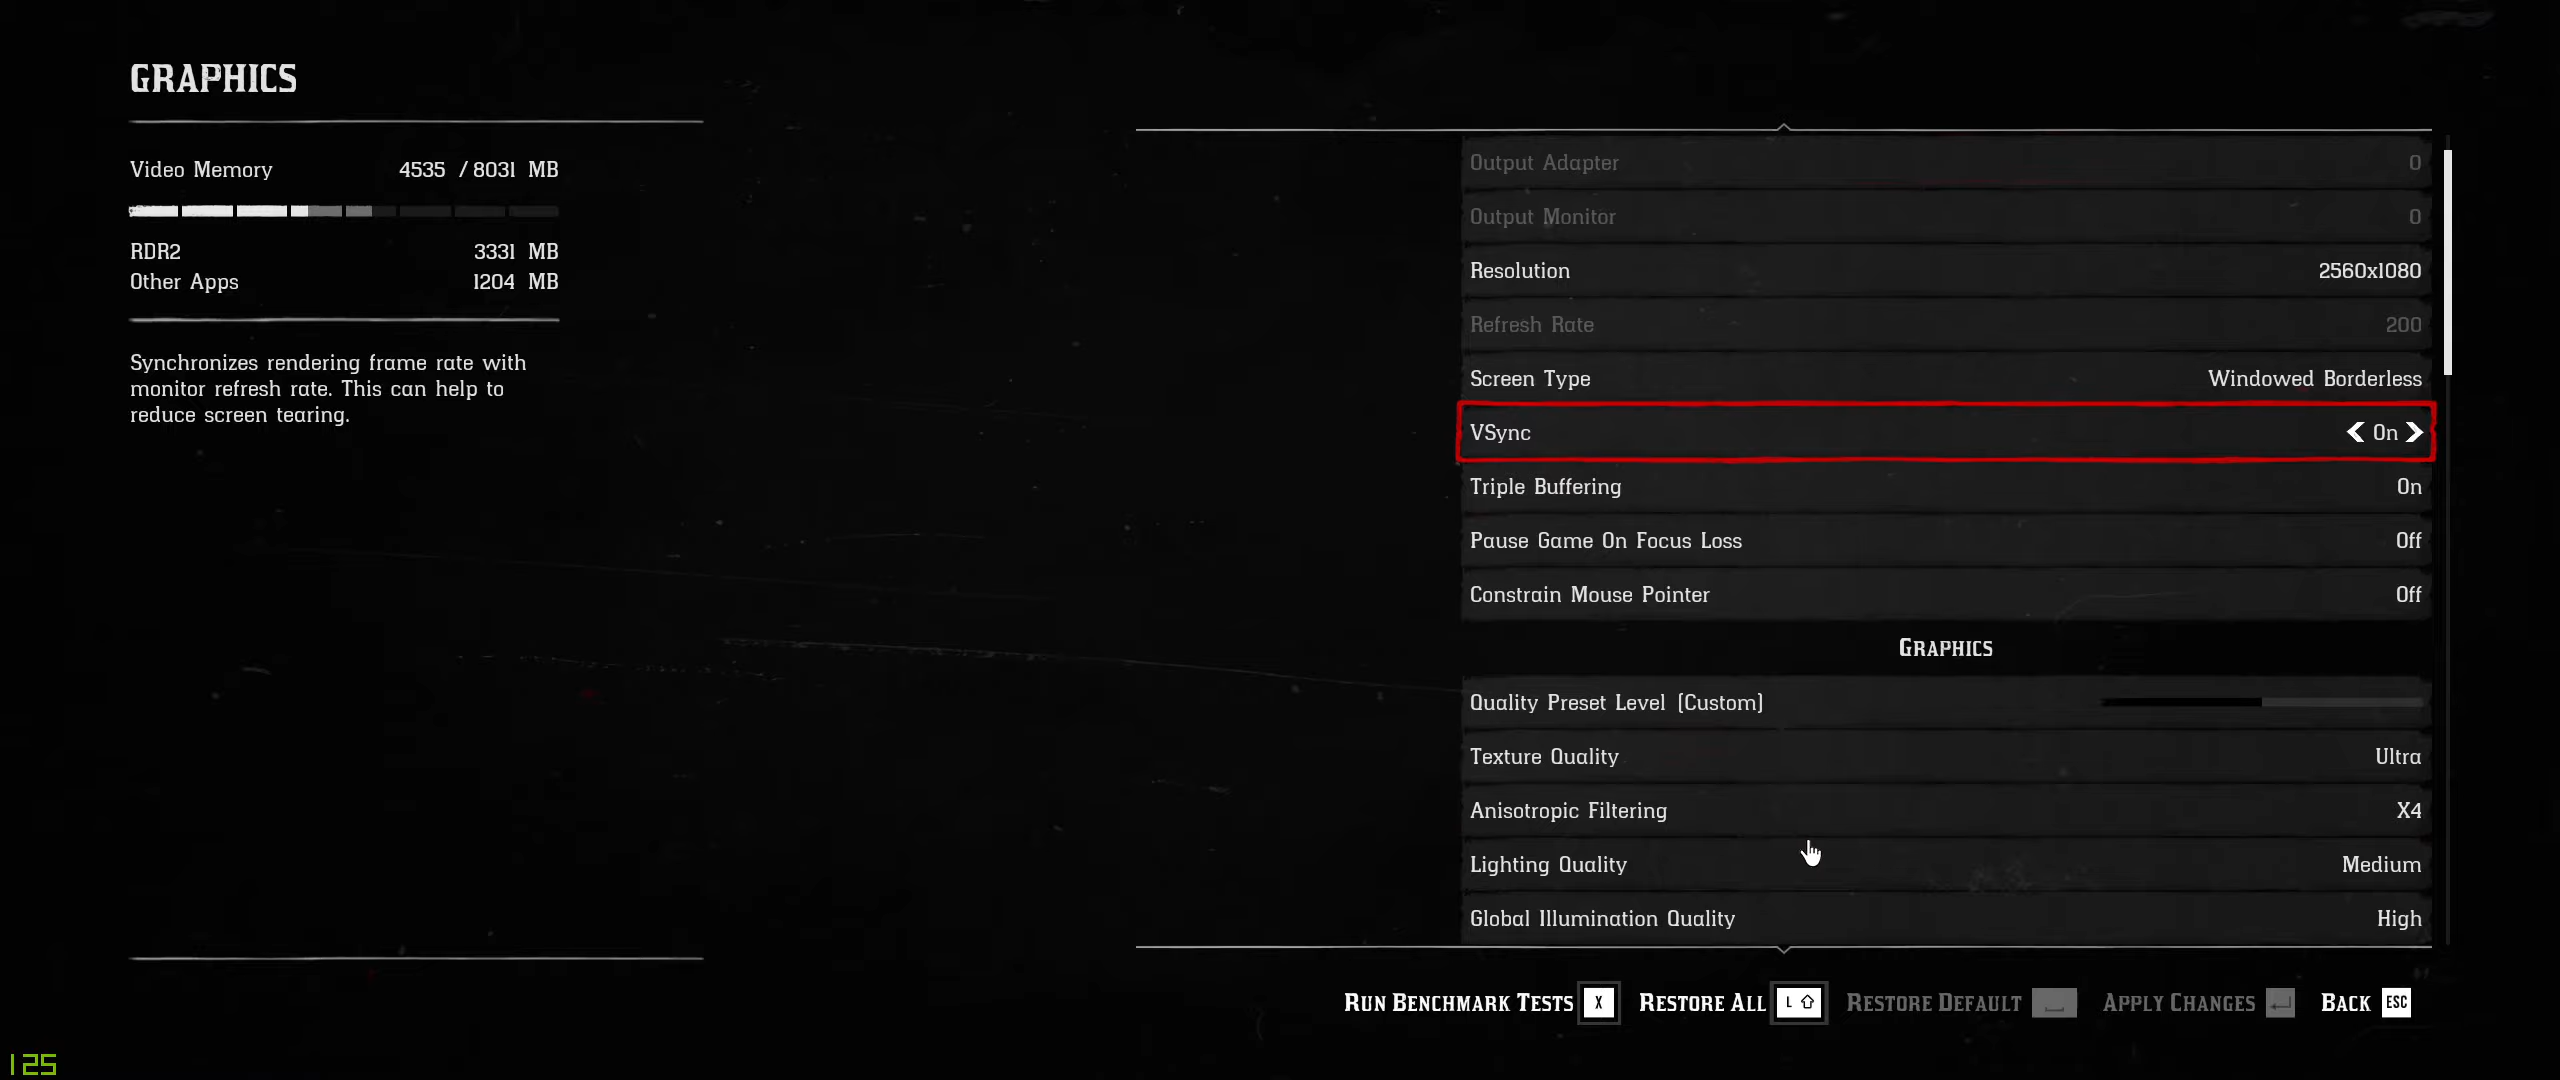 GRAPHICS
Video Memory 4535 / 8031 MB
RDR2 3331 MB
Other Apps 1204 MB
Synchronizes rendering frame rate with
monitor refresh rate. This can help to
reduce screen tearing.
Output Adapter 0
Output Monitor 0
Resolution 2560x1080
Refresh Rate 200
Screen Type Windowed Borderless
VSync On
Triple Buffering On
Pause Game On Focus Loss Off
Constrain Mouse Pointer Off
GRAPHICS
Quality Preset Level (Custom)
Texture Quality Ultra
Anisotropic Filtering X4
Lighting Quality Medium
Global Illumination Quality High
RUN BENCHMARK TESTS X RESTORE ALL L RESTORE DEFAULT APPLY CHANGES BACK ESC
125